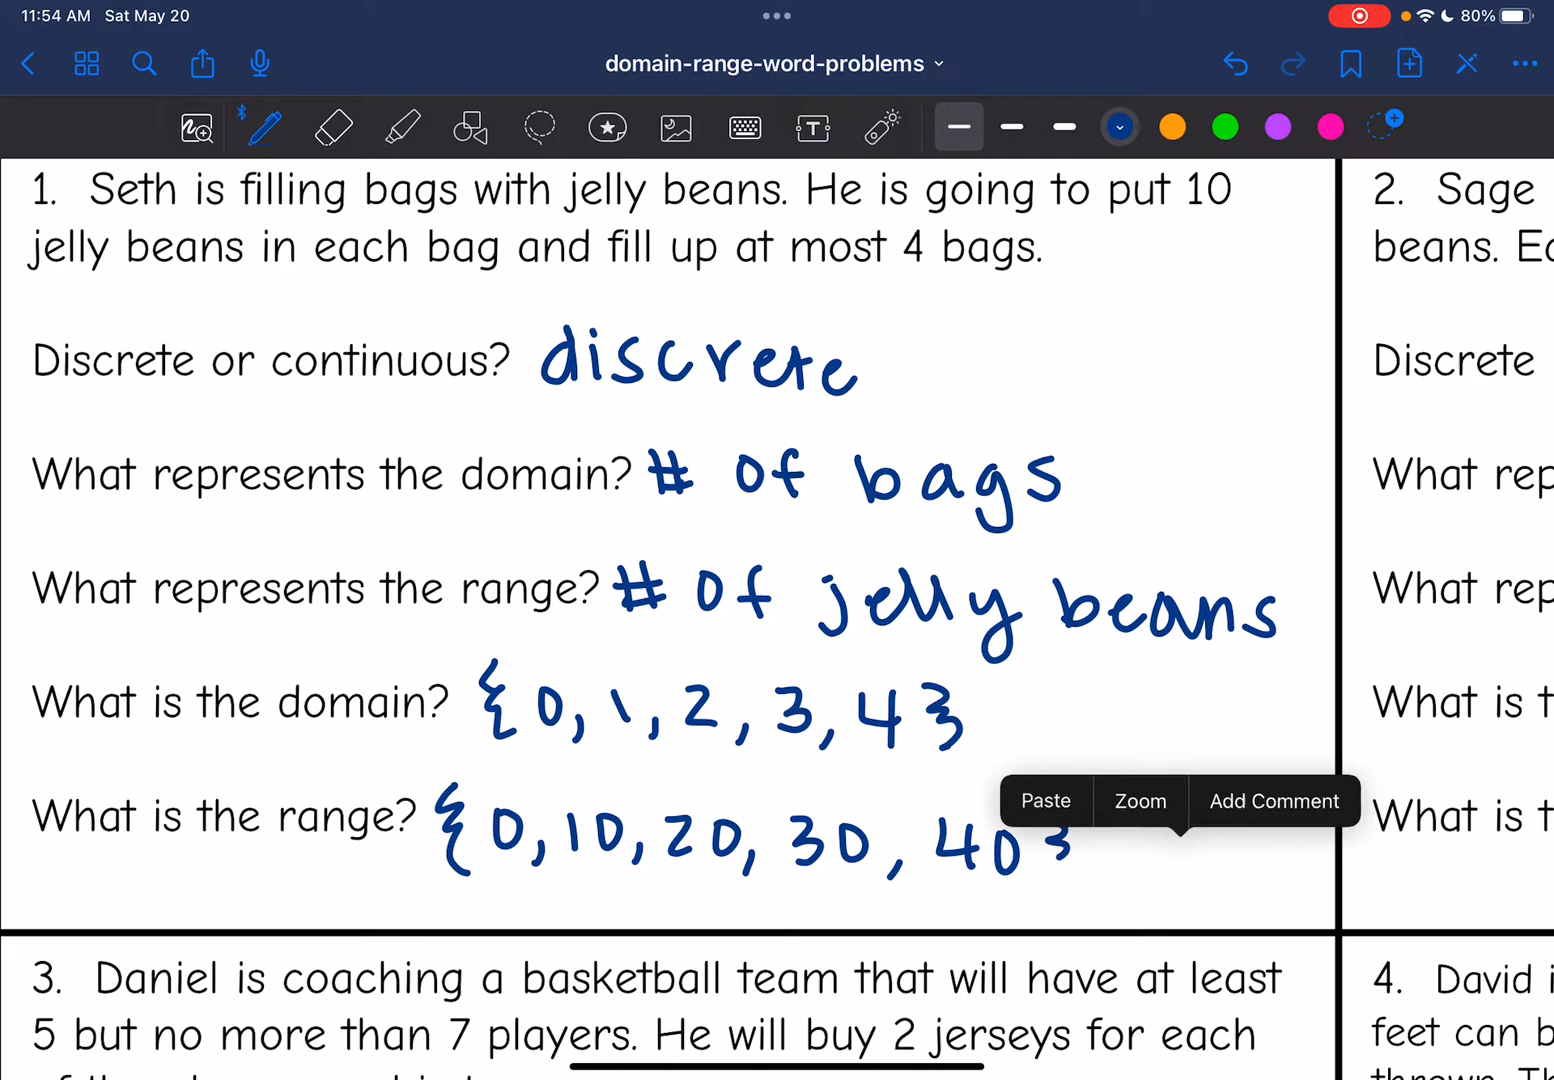 11:54 AM Sat May 20
80%
domain-range-word-problems
1. Seth is filling bags with jelly beans. He is going to put 10
jelly beans in each bag and fill up at most 4 bags.
Discrete or continuous? discrete
What represents the domain? # of bags
What represents the range? # of jelly beans
What is the domain? {0, 1, 2, 3, 4}
What is the range? {0, 10, 20, 30, 40}
Paste Zoom Add Comment
2. Sage
beans.
Discrete
What
What
What is
What is
3. Daniel is coaching a basketball team that will have at least
5 but no more than 7 players. He will buy 2 jerseys for each
4. David
feet can